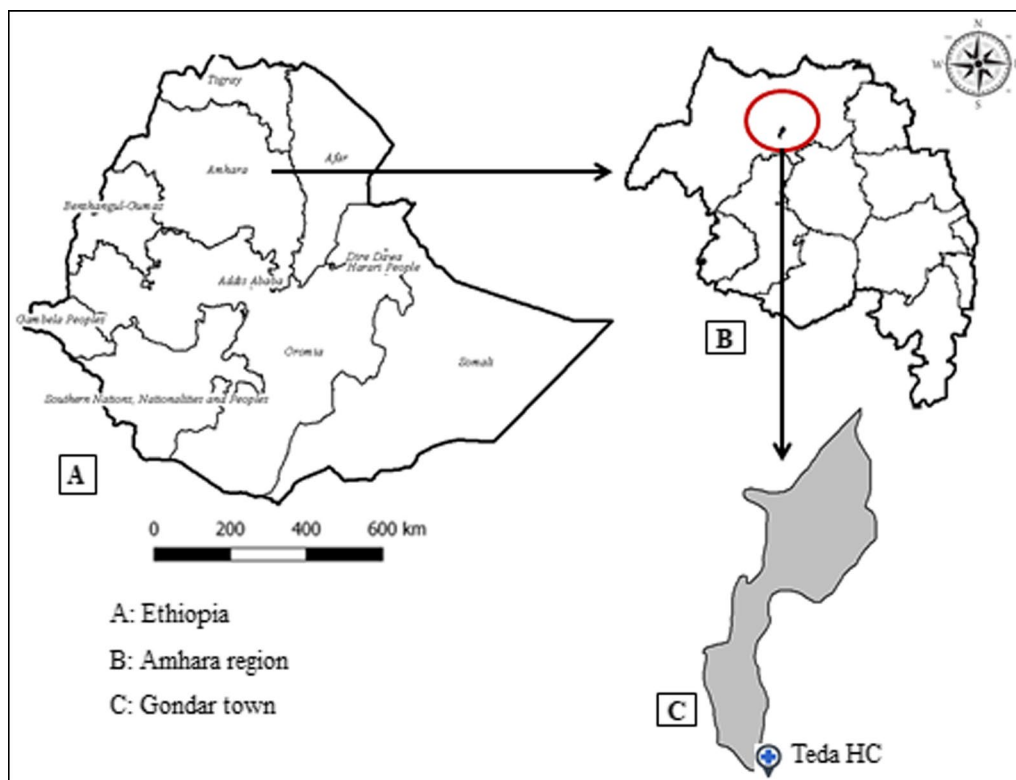 N
W
S
Tigray
Afar
Amhara
Benshangul-Gumaz
Dire Dawa
Harari People
Addis Ababa
Gambela Peoples
Oromia
Somali
Southern Nations, Nationalities and Peoples
A
B
0 200 400 600 km
A: Ethiopia
B: Amhara region
C: Gondar town
C
Teda HC